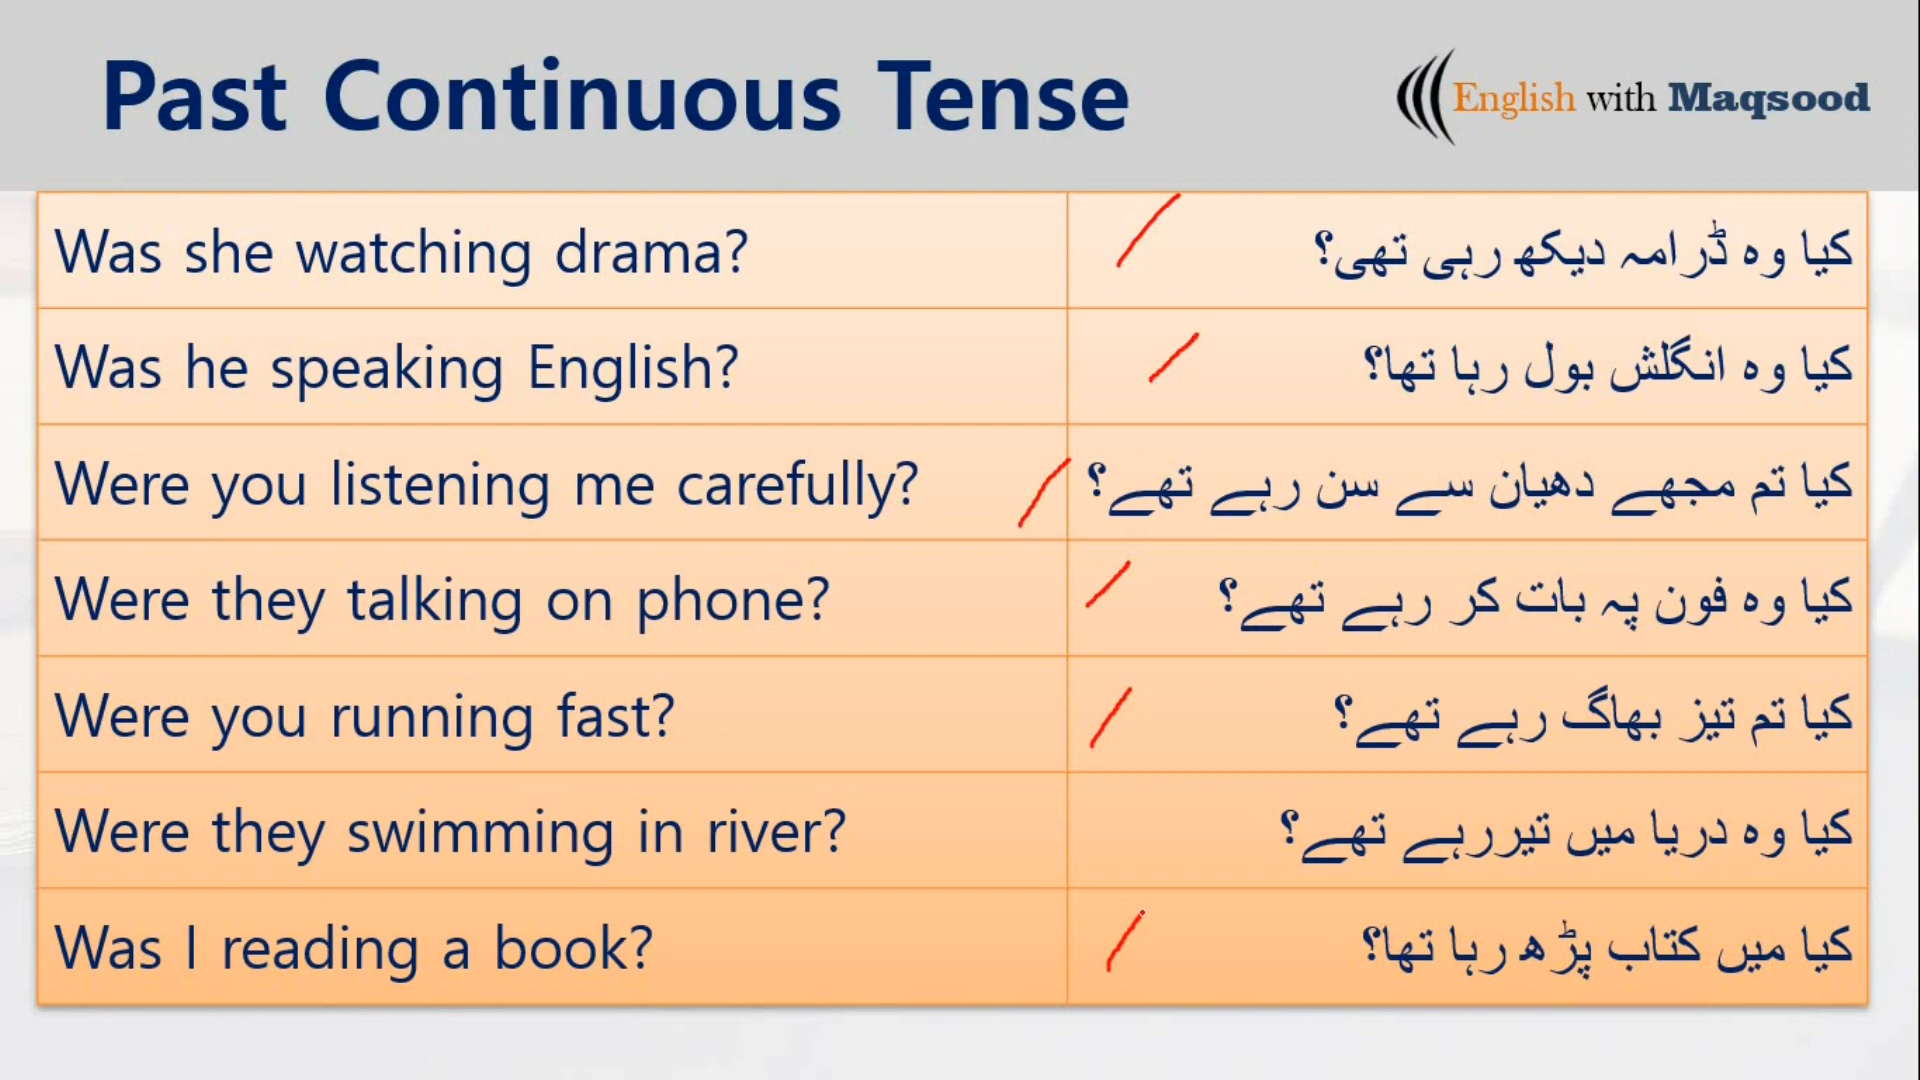 Past Continuous Tense
English with Maqsood
Was she watching drama?
کیا وہ ڈرامہ دیکھ رہی تھی؟
Was he speaking English?
کیا وہ انگلش بول رہا تھا؟
Were you listening me carefully?
کیا تم مجھے دھیان سے سن رہے تھے؟
Were they talking on phone?
کیا وہ فون پہ بات کر رہے تھے؟
Were you running fast?
کیا تم تیز بھاگ رہے تھے؟
Were they swimming in river?
کیا وہ دریا میں تیررہے تھے؟
Was I reading a book?
کیا میں کتاب پڑھ رہا تھا؟